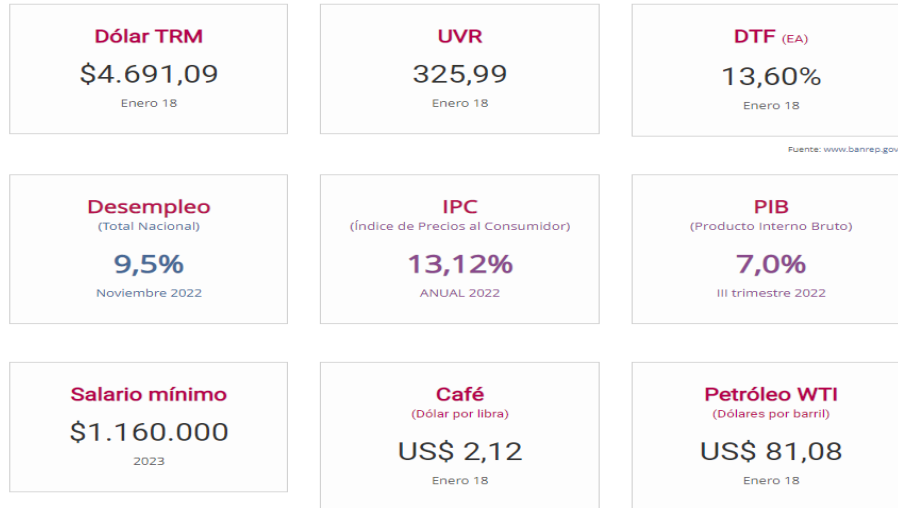 Dólar TRM
$4.691,09
Enero 18
UVR
325,99
Enero 18
DTF (EA)
13,60%
Enero 18
Fuente: www.banrep.gov
Desempleo
(Total Nacional)
9,5%
Noviembre 2022
IPC
(Índice de Precios al Consumidor)
13,12%
ANUAL 2022
PIB
(Producto Interno Bruto)
7,0%
III trimestre 2022
Salario mínimo
$1.160.000
2023
Café
(Dólar por libra)
US$ 2,12
Enero 18
Petróleo WTI
(Dólares por barril)
US$ 81,08
Enero 18